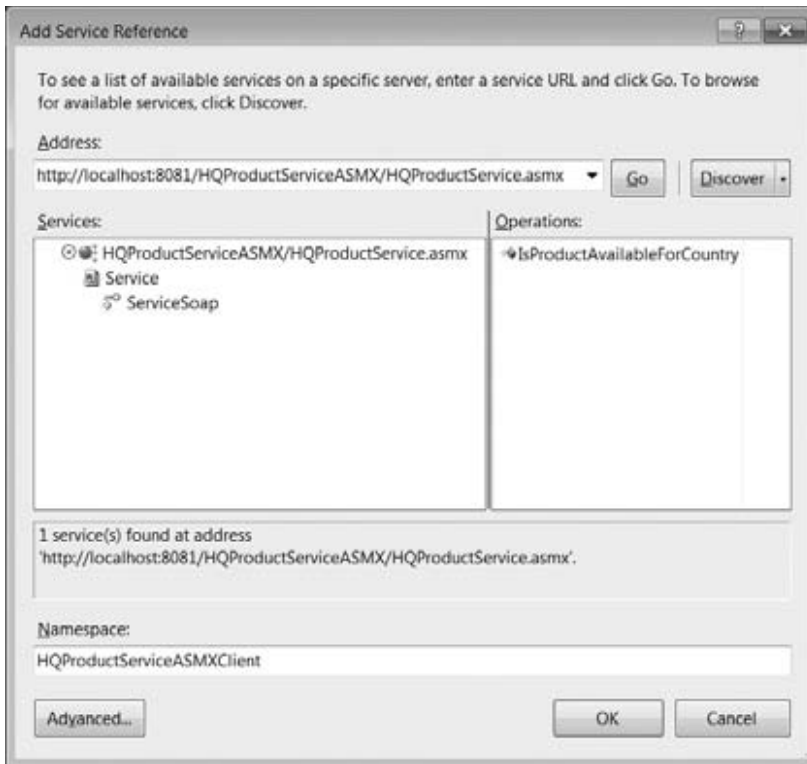 Add Service Reference
To see a list of available services on a specific server, enter a service URL and click Go. To browse
for available services, click Discover.
Address:
http://localhost:8081/HQProductServiceASMX/HQProductService.asmx
Go
Discover
Services:
Operations:
HQProductServiceASMX/HQProductService.asmx
Service
ServiceSoap
IsProductAvailableForCountry
1 service(s) found at address
'http://localhost:8081/HQProductServiceASMX/HQProductService.asmx'.
Namespace:
HQProductServiceASMXClient
Advanced...
OK
Cancel